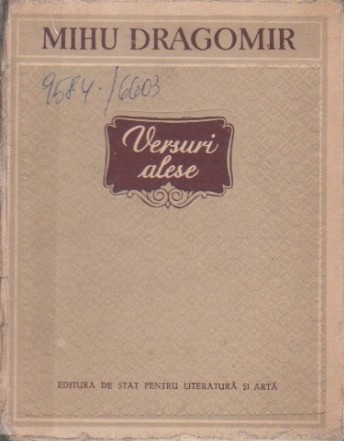 MIHU DRAGOMIR
9584·/6603
Versuri
alese
EDITURA DE STAT PENTRU LITERATURĂ ȘI ARTĂ